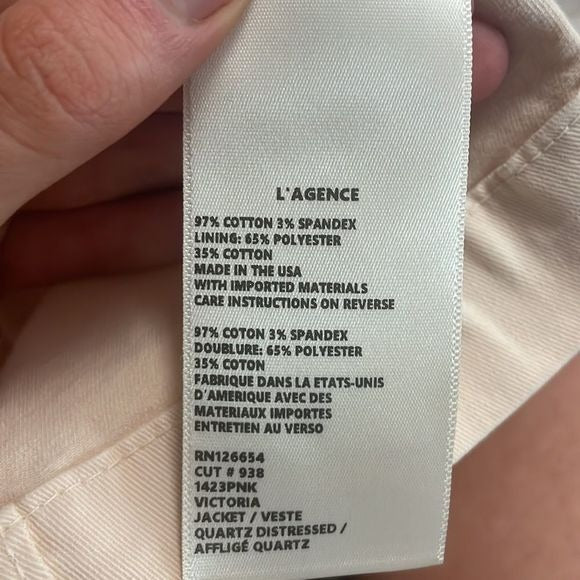 L'AGENCE
97% COTTON 3% SPANDEX
LINING: 65% POLYESTER
35% COTTON
MADE IN THE USA
WITH IMPORTED MATERIALS
CARE INSTRUCTIONS ON REVERSE
97% COTON 3% SPANDEX
DOUBLURE: 65% POLYESTER
35% COTON
FABRIQUE DANS LA ETATS-UNIS
D'AMERIQUE AVEC DES
MATERIAUX IMPORTES
ENTRETIEN AU VERSO
RN126654
CUT # 938
1423PNK
VICTORIA
JACKET / VESTE
QUARTZ DISTRESSED /
AFFLIGÉ QUARTZ